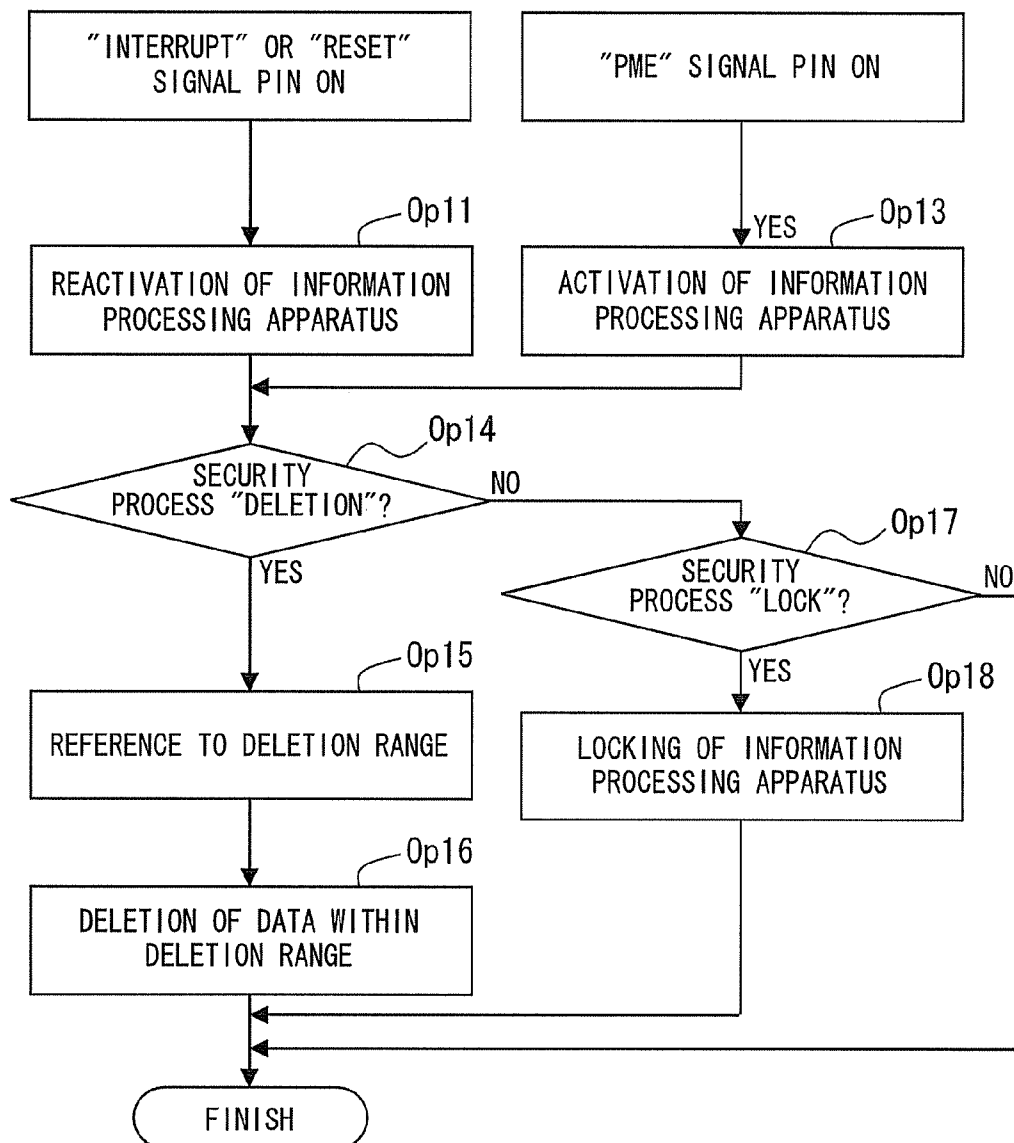 "INTERRUPT" OR "RESET"
SIGNAL PIN ON
"PME" SIGNAL PIN ON
Op11
REACTIVATION OF INFORMATION
PROCESSING APPARATUS
YES
Op13
ACTIVATION OF INFORMATION
PROCESSING APPARATUS
Op14
SECURITY
PROCESS "DELETION"?
NO
YES
Op17
SECURITY
PROCESS "LOCK"?
NO
YES
Op15
REFERENCE TO DELETION RANGE
Op18
LOCKING OF INFORMATION
PROCESSING APPARATUS
Op16
DELETION OF DATA WITHIN
DELETION RANGE
FINISH